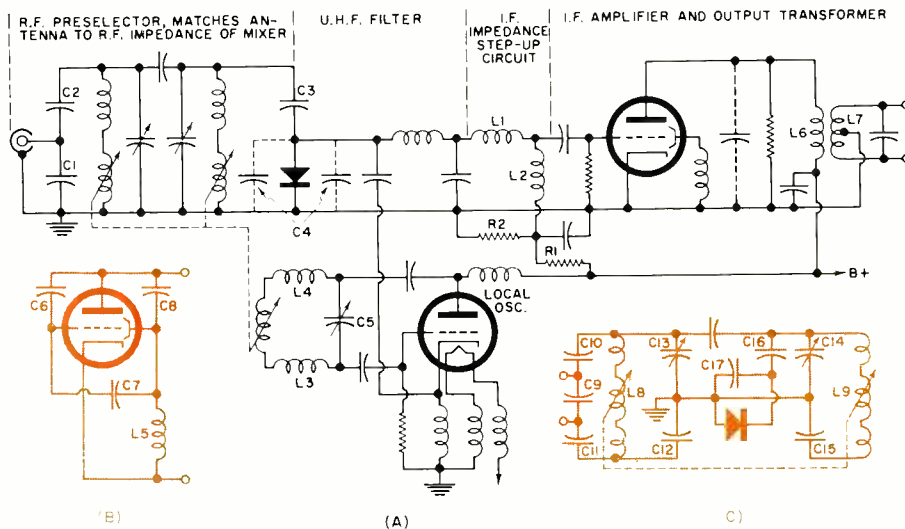 R.F. PRESELECTOR, MATCHES AN-
TENNA TO R.F. IMPEDANCE OF MIXER
U.H.F. FILTER
I.F.
IMPEDANCE
STEP-UP
CIRCUIT
I.F. AMPLIFIER AND OUTPUT TRANSFORMER
C2
C1
C3
C4
L1
L2
R2
R1
L6
L7
B+
LOCAL
OSC.
L4
L3
C5
C6
C8
C7
L5
C10
C9
C11
L8
C13
C12
C17
C16
C14
C15
L9
(B)
(A)
C)